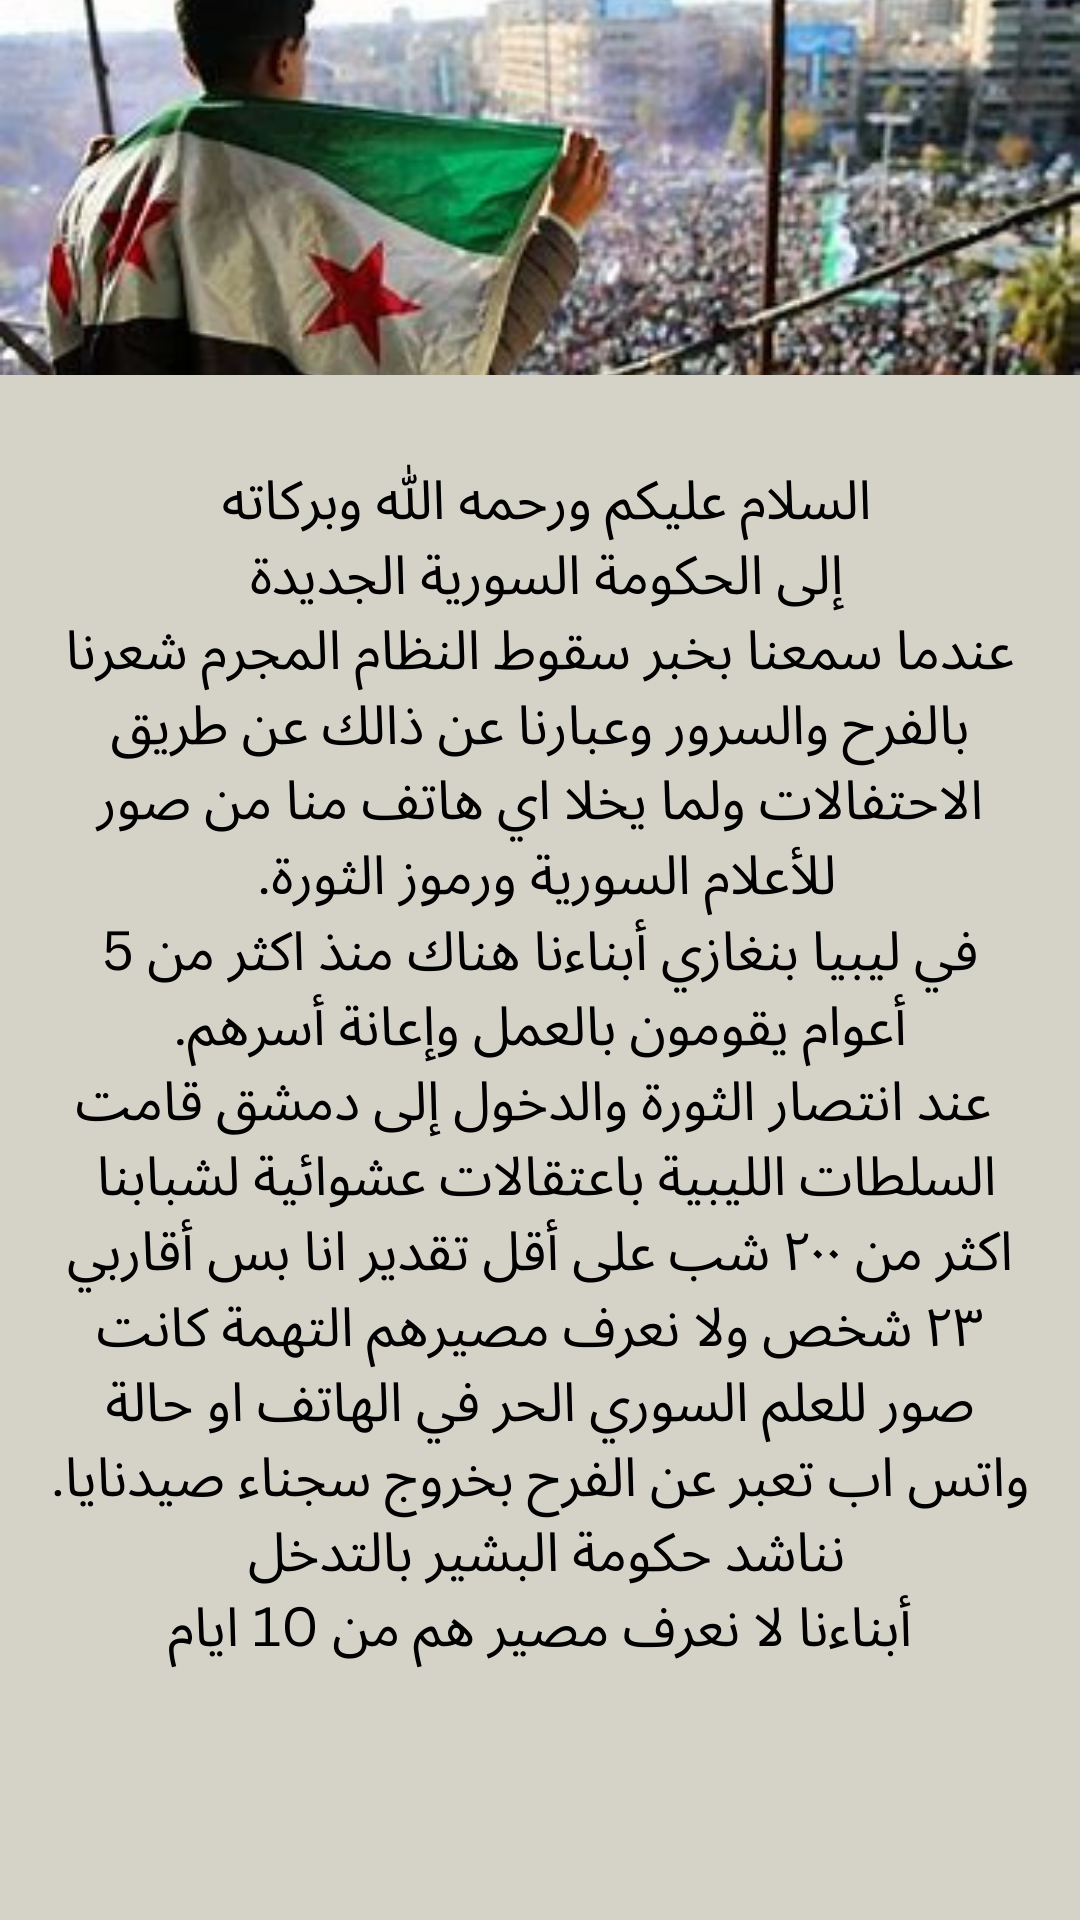 السلام عليكم ورحمه الله وبركاته
إلى الحكومة السورية الجديدة
عندما سمعنا بخبر سقوط النظام المجرم شعرنا
بالفرح والسرور وعبارنا عن ذالك عن طريق
الاحتفالات ولما يخلا اي هاتف منا من صور
للأعلام السورية ورموز الثورة.
في ليبيا بنغازي أبناءنا هناك منذ اكثر من 5
أعوام يقومون بالعمل وإعانة أسرهم.
عند انتصار الثورة والدخول إلى دمشق قامت
السلطات الليبية باعتقالات عشوائية لشبابنا
اكثر من ٢٠٠ شب على أقل تقدير انا بس أقاربي
٢٣ شخص ولا نعرف مصيرهم التهمة كانت
صور للعلم السوري الحر في الهاتف او حالة
واتس اب تعبر عن الفرح بخروج سجناء صيدنايا.
نناشد حكومة البشير بالتدخل
أبناءنا لا نعرف مصير هم من 10 ايام